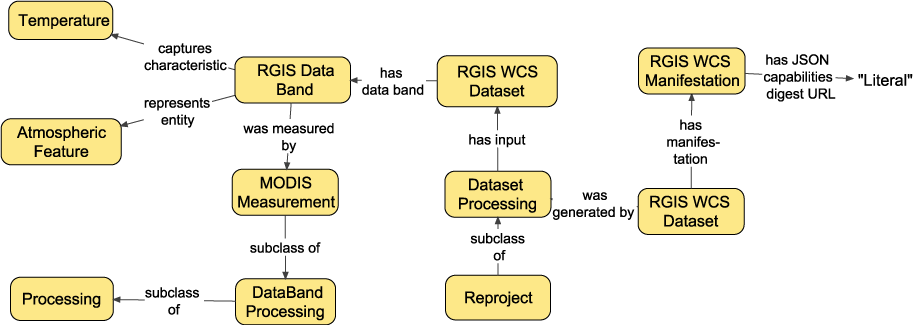 Temperature
captures
characteristic
RGIS Data
Band
has
data band
RGIS WCS
Dataset
RGIS WCS
Manifestation
has JSON
capabilities
digest URL
"Literal"
represents
entity
Atmospheric
Feature
was measured
by
has input
has
manifes-
tation
MODIS
Measurement
Dataset
Processing
was
generated by
RGIS WCS
Dataset
subclass of
subclass
of
Processing
subclass
of
DataBand
Processing
Reproject